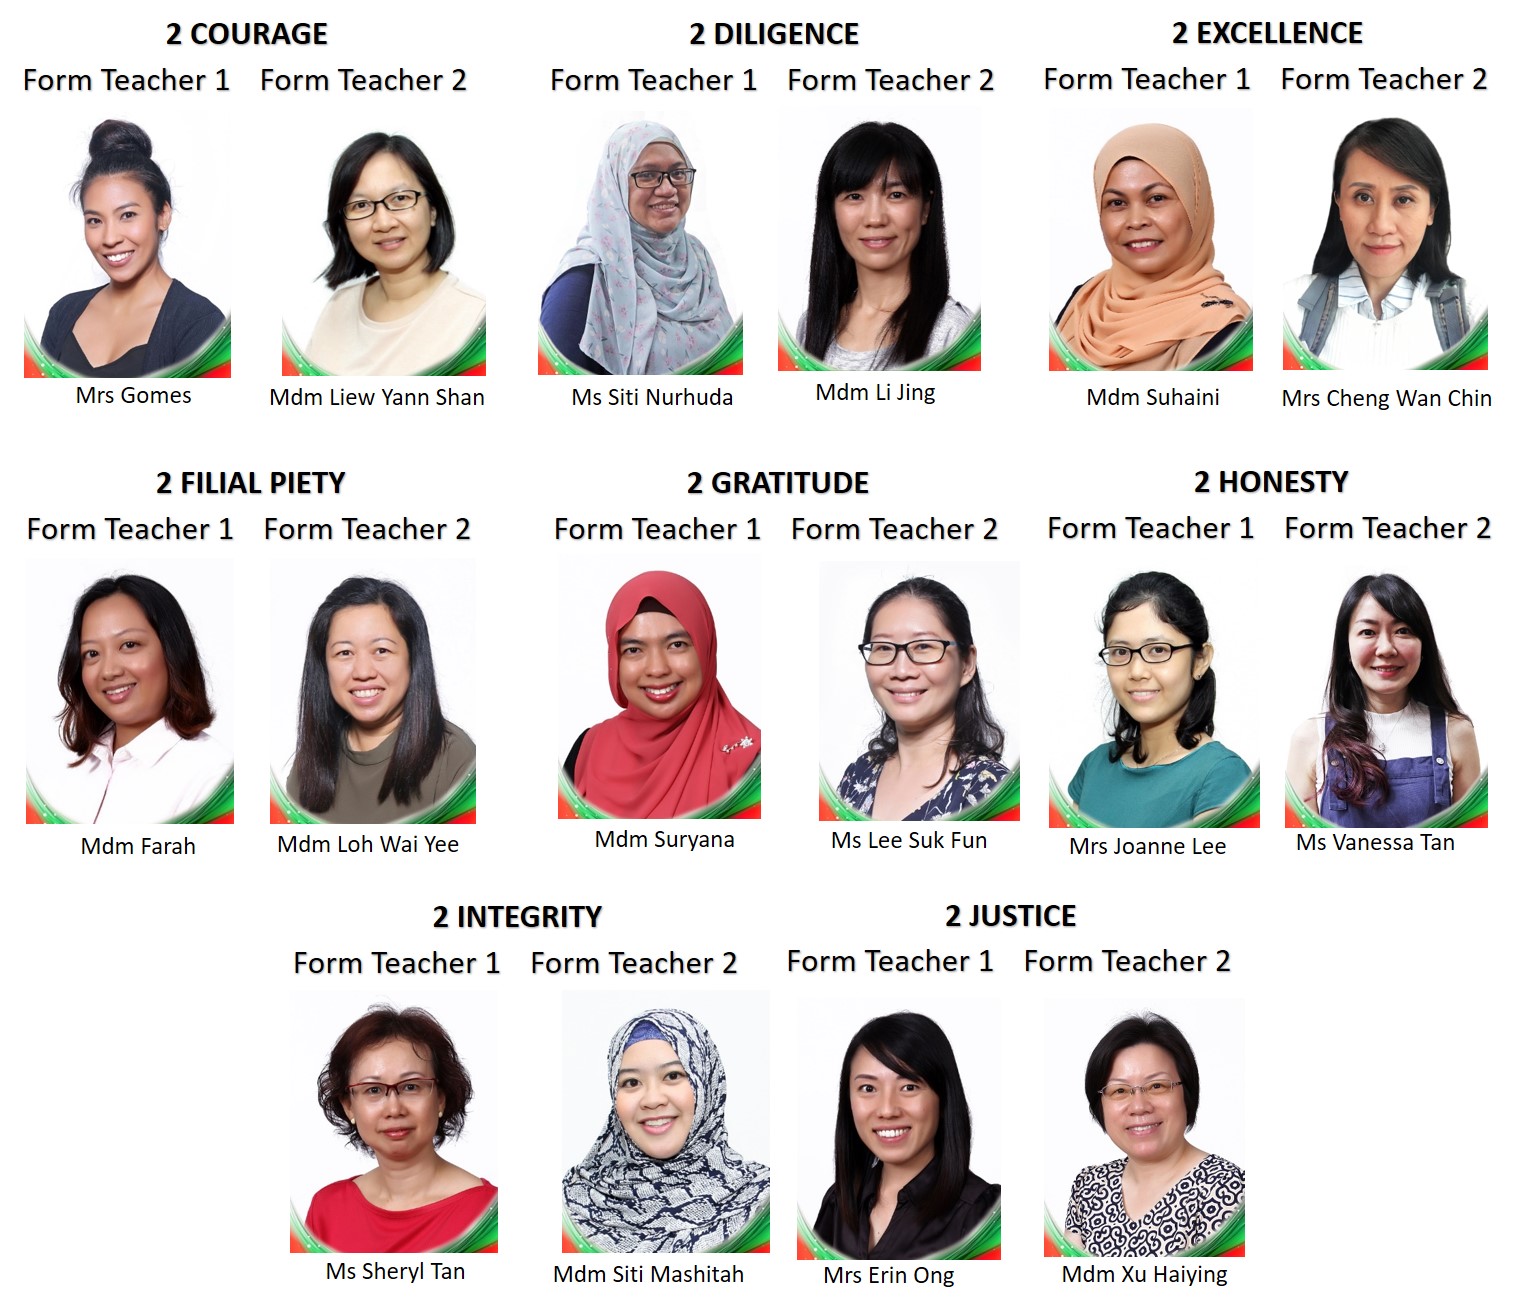 2 COURAGE
Form Teacher 1 Form Teacher 2
Mrs Gomes
Mdm Liew Yann Shan
2 DILIGENCE
Form Teacher 1 Form Teacher 2
Ms Siti Nurhuda
Mdm Li Jing
2 EXCELLENCE
Form Teacher 1 Form Teacher 2
Mdm Suhaini
Mrs Cheng Wan Chin
2 FILIAL PIETY
Form Teacher 1 Form Teacher 2
Mdm Farah
Mdm Loh Wai Yee
2 GRATITUDE
Form Teacher 1 Form Teacher 2
Mdm Suryana
Ms Lee Suk Fun
2 HONESTY
Form Teacher 1 Form Teacher 2
Mrs Joanne Lee
Ms Vanessa Tan
2 INTEGRITY
Form Teacher 1 Form Teacher 2
Ms Sheryl Tan
Mdm Siti Mashitah
2 JUSTICE
Form Teacher 1 Form Teacher 2
Mrs Erin Ong
Mdm Xu Haiying